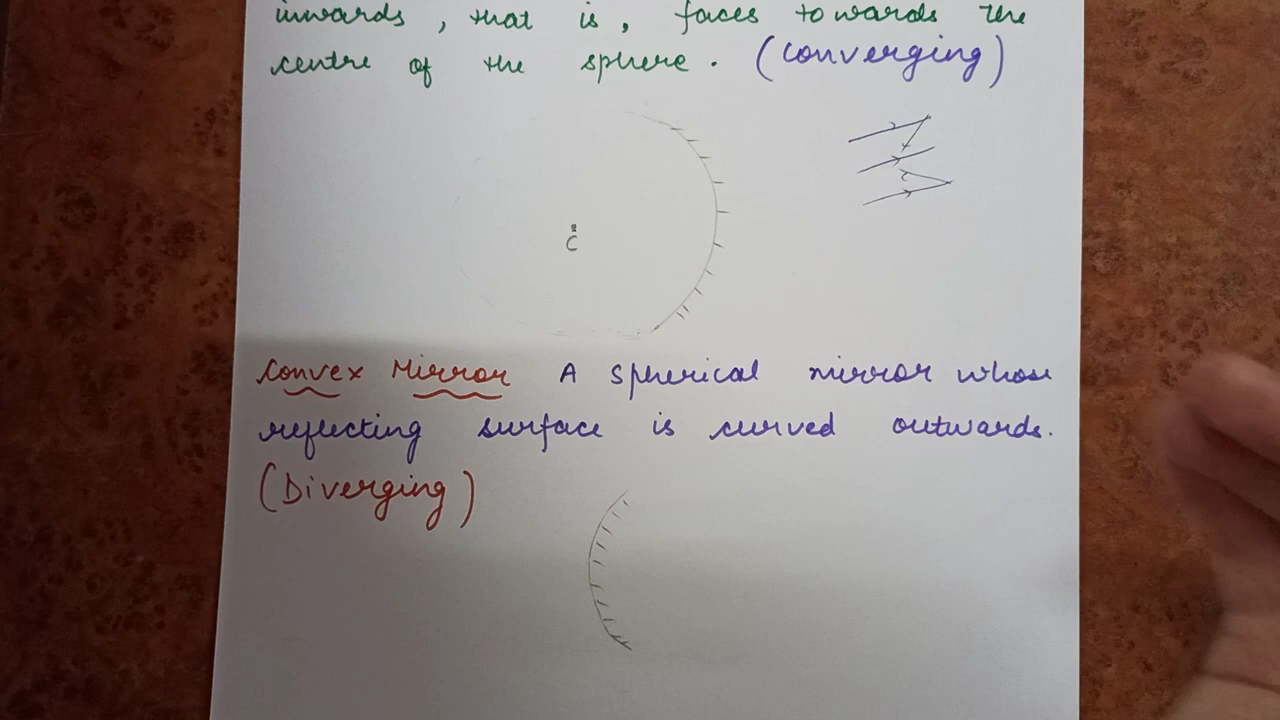 inwards, that is, faces towards the
centre of the sphere. (converging)
C
Convex Mirror A spherical mirror whose
reflecting surface is curved outwards.
(Diverging)